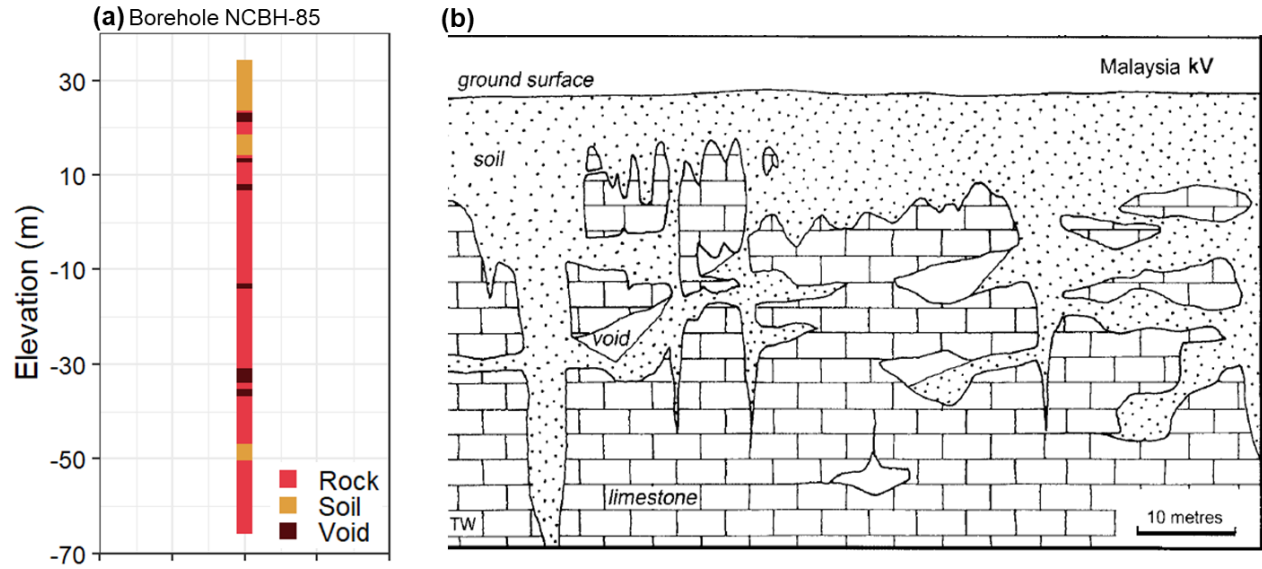 (a) Borehole NCBH-85
Elevation (m)
30
10
-10
-30
-50
-70
Rock
Soil
Void
(b)
Malaysia kV
ground surface
soil
void
limestone
TW
10 metres